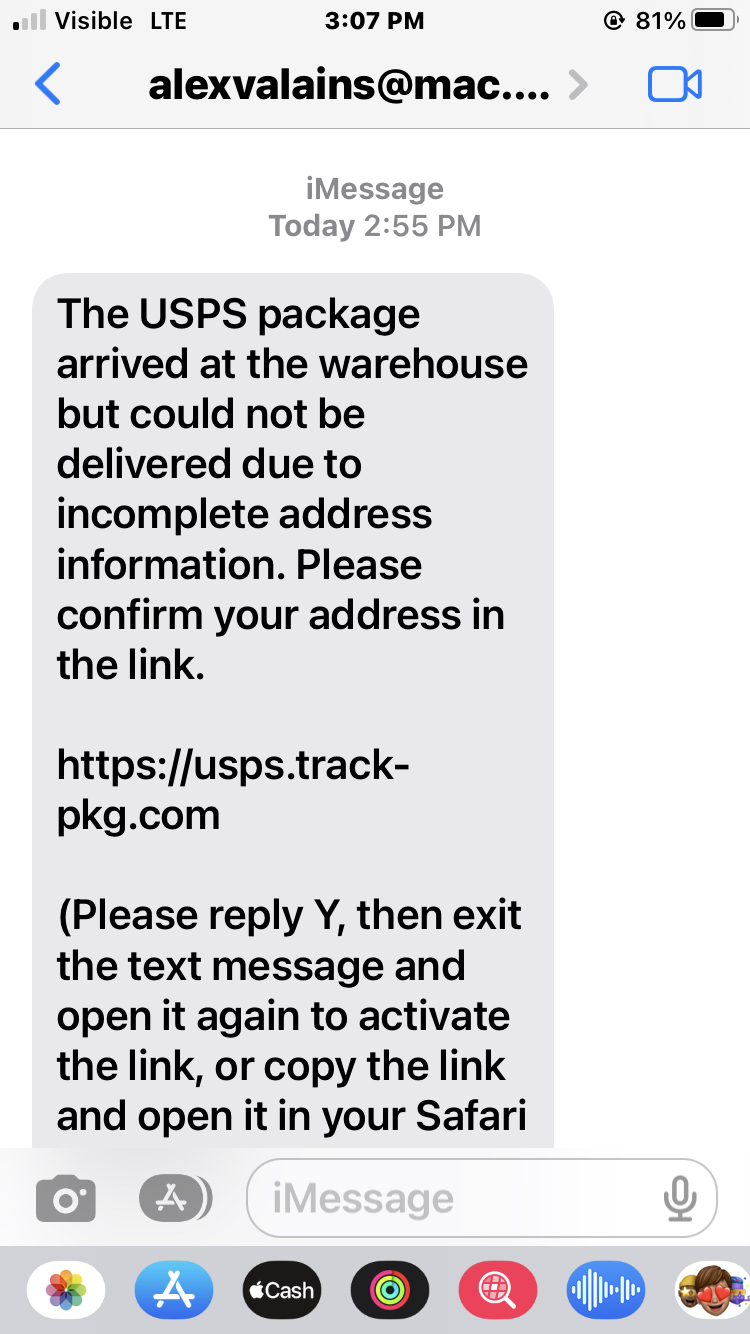 Visible LTE 3:07 PM 81%
alexvalains@mac....
iMessage
Today 2:55 PM
The USPS package
arrived at the warehouse
but could not be
delivered due to
incomplete address
information. Please
confirm your address in
the link.
https://usps.track-
pkg.com
(Please reply Y, then exit
the text message and
open it again to activate
the link, or copy the link
and open it in your Safari
iMessage
Cash